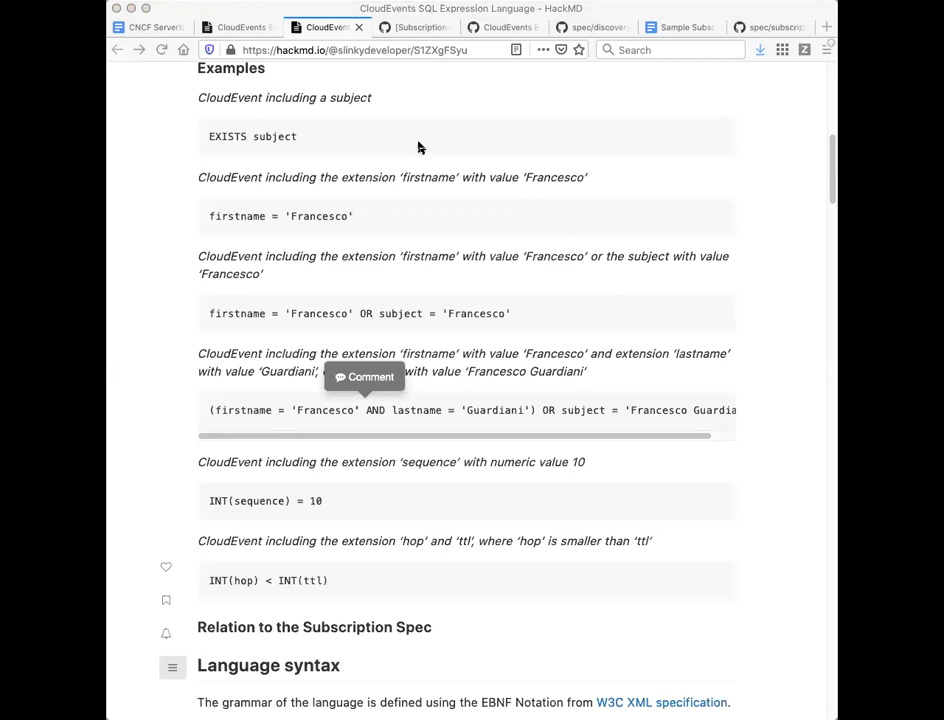 CloudEvents SQL Expression Language - HackMD
CNCF Serverle
CloudEvents E
CloudEvent
[Subscription-
CloudEvents E
spec/discover
Sample Subsc
spec/subscrip
https://hackmd.io/@slinkydeveloper/S1ZXgFSyu
Search
Examples
CloudEvent including a subject
EXISTS subject
CloudEvent including the extension ‘firstname’ with value ‘Francesco’
firstname = 'Francesco'
CloudEvent including the extension ‘firstname’ with value ‘Francesco’ or the subject with value
‘Francesco’
firstname = 'Francesco' OR subject = 'Francesco'
CloudEvent including the extension ‘firstname’ with value ‘Francesco’ and extension ‘lastname’
with value ‘Guardiani’, with value ‘Francesco Guardiani’
Comment
(firstname = 'Francesco' AND lastname = 'Guardiani') OR subject = 'Francesco Guardia
CloudEvent including the extension ‘sequence’ with numeric value 10
INT(sequence) = 10
CloudEvent including the extension ‘hop’ and ‘ttl’, where ‘hop’ is smaller than ‘ttl’
INT(hop) < INT(ttl)
Relation to the Subscription Spec
Language syntax
The grammar of the language is defined using the EBNF Notation from W3C XML specification.